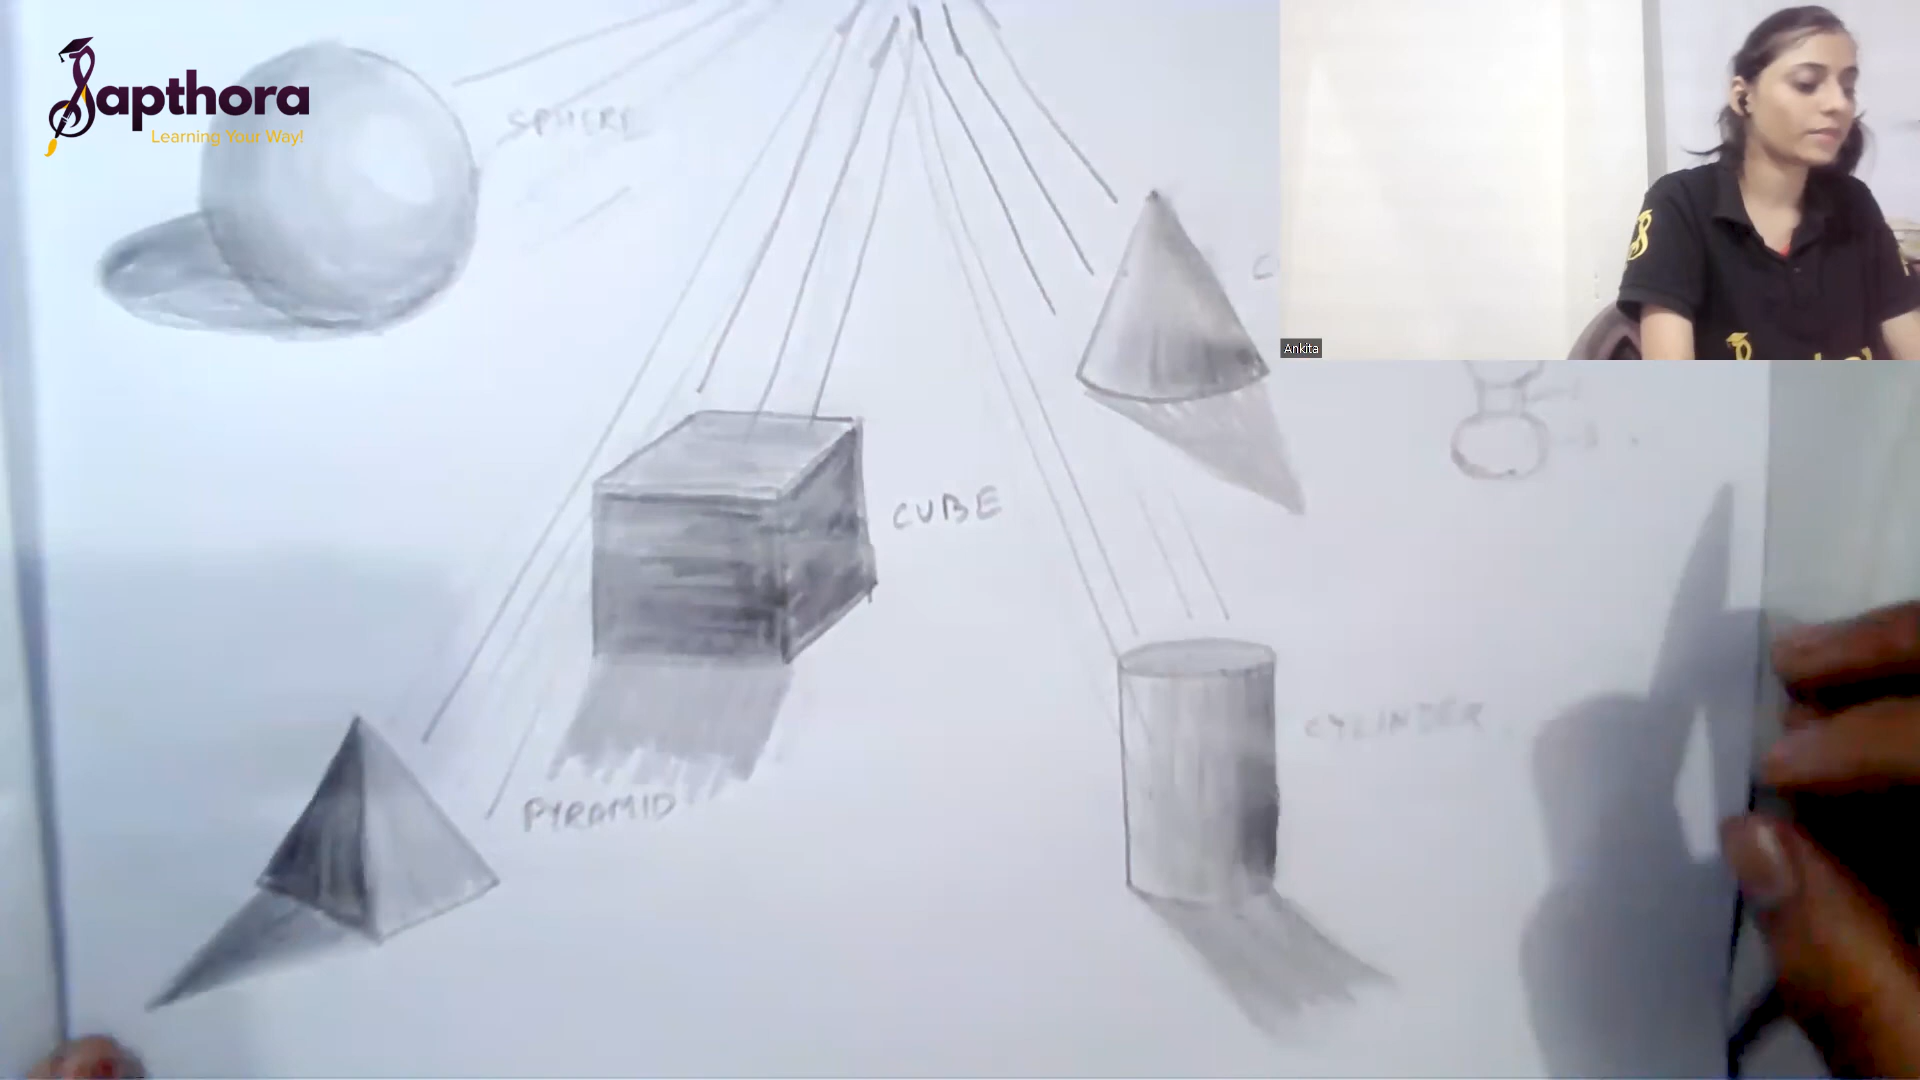 Sapthora
Learning Your Way!
SPHERE
Ankita
CUBE
CYLINDER
PYRAMID